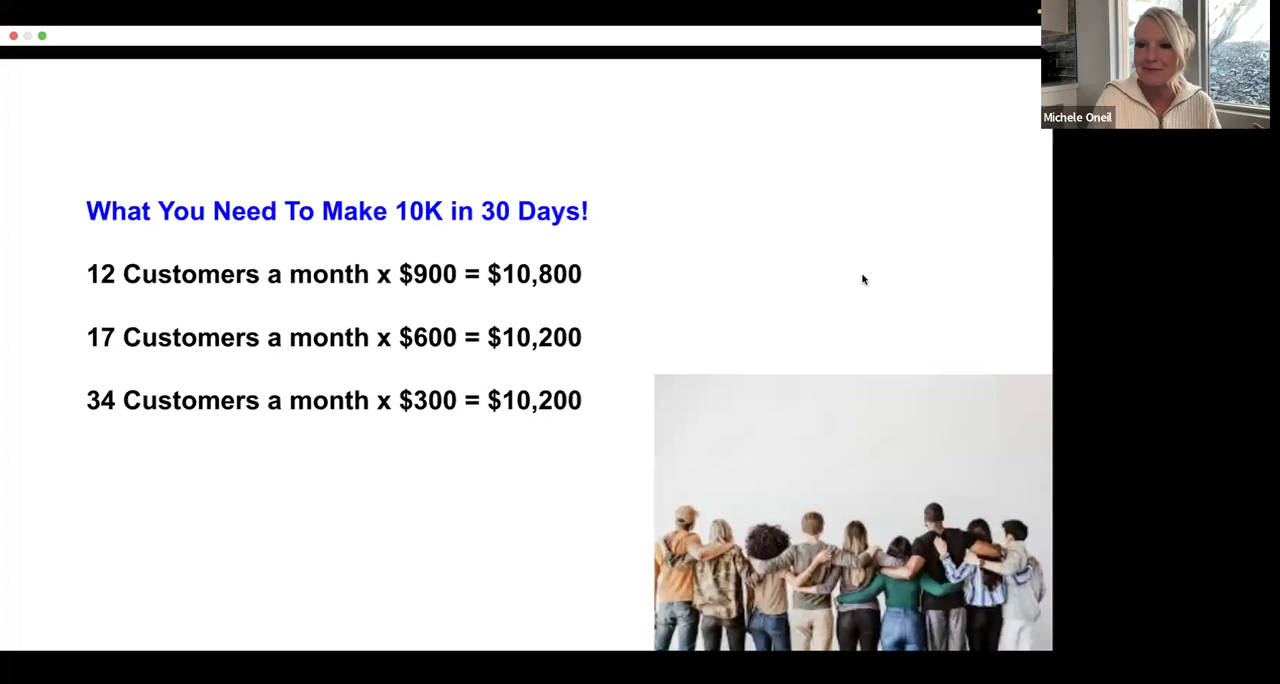 Michele Oneil
What You Need To Make 10K in 30 Days!
12 Customers a month x $900 = $10,800
17 Customers a month x $600 = $10,200
34 Customers a month x $300 = $10,200